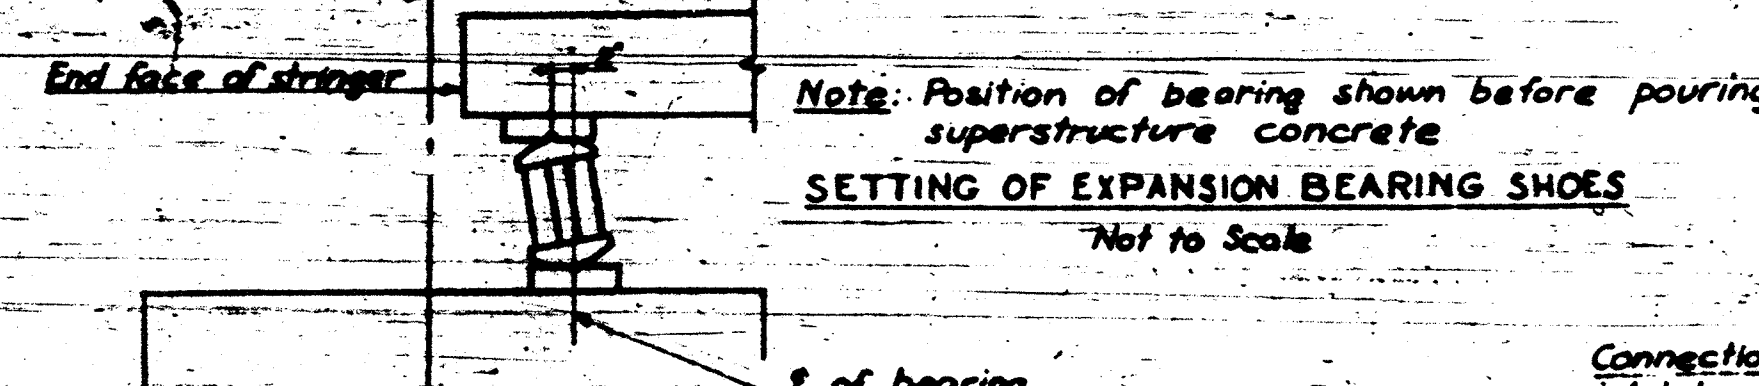 End face of stringer
Note: Position of bearing shown before pouring
superstructure concrete
SETTING OF EXPANSION BEARING SHOES
Not to Scale
of bearing